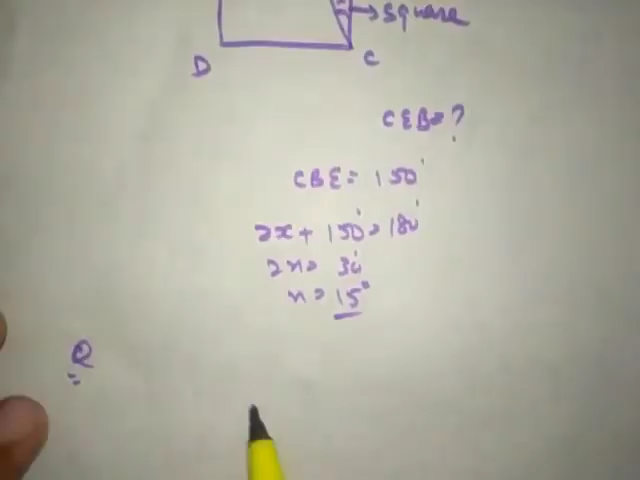 square
D
C
CEB = ?
CBE = 150°
2x + 150° = 180°
2x = 30
x = 15°
Q